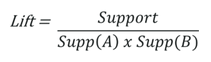 Lift = Support
Supp(A) x Supp(B)